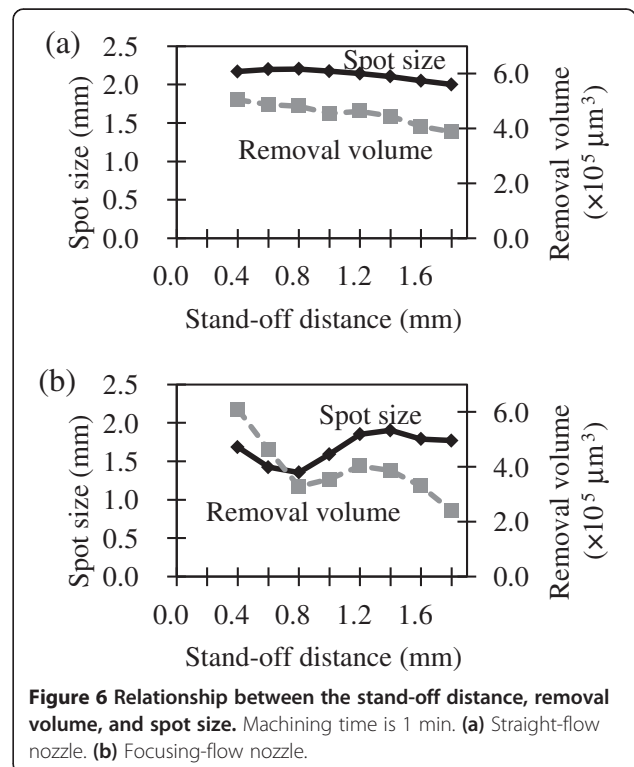 (a)
2.5
2.0
1.5
1.0
0.5
0.0
Spot size (mm)
Spot size
Removal volume
6.0
4.0
2.0
0.0
Removal volume
(×10⁵ μm³)
0.0 0.4 0.8 1.2 1.6
Stand-off distance (mm)
(b)
2.5
2.0
1.5
1.0
0.5
0.0
Spot size (mm)
Spot size
Removal volume
6.0
4.0
2.0
0.0
Removal volume
(×10⁵ μm³)
0.0 0.4 0.8 1.2 1.6
Stand-off distance (mm)
Figure 6 Relationship between the stand-off distance, removal
volume, and spot size. Machining time is 1 min. (a) Straight-flow
nozzle. (b) Focusing-flow nozzle.